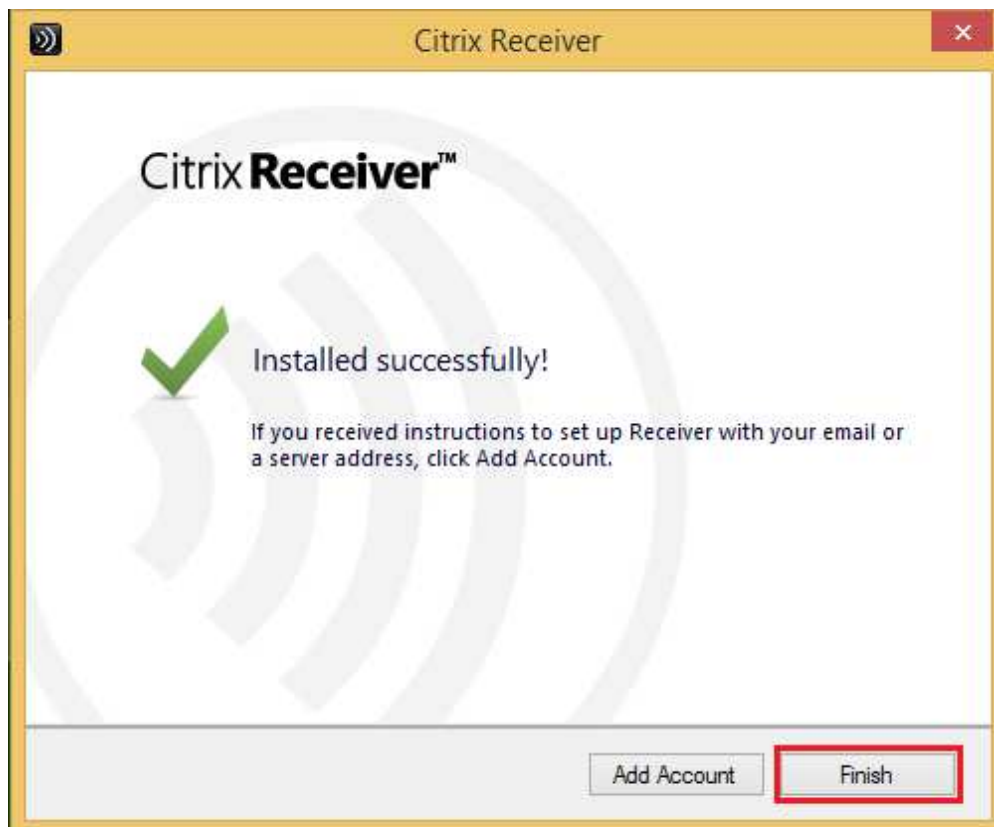 Citrix Receiver
Citrix Receiver™
Installed successfully!
If you received instructions to set up Receiver with your email or
a server address, click Add Account.
Add Account
Finish